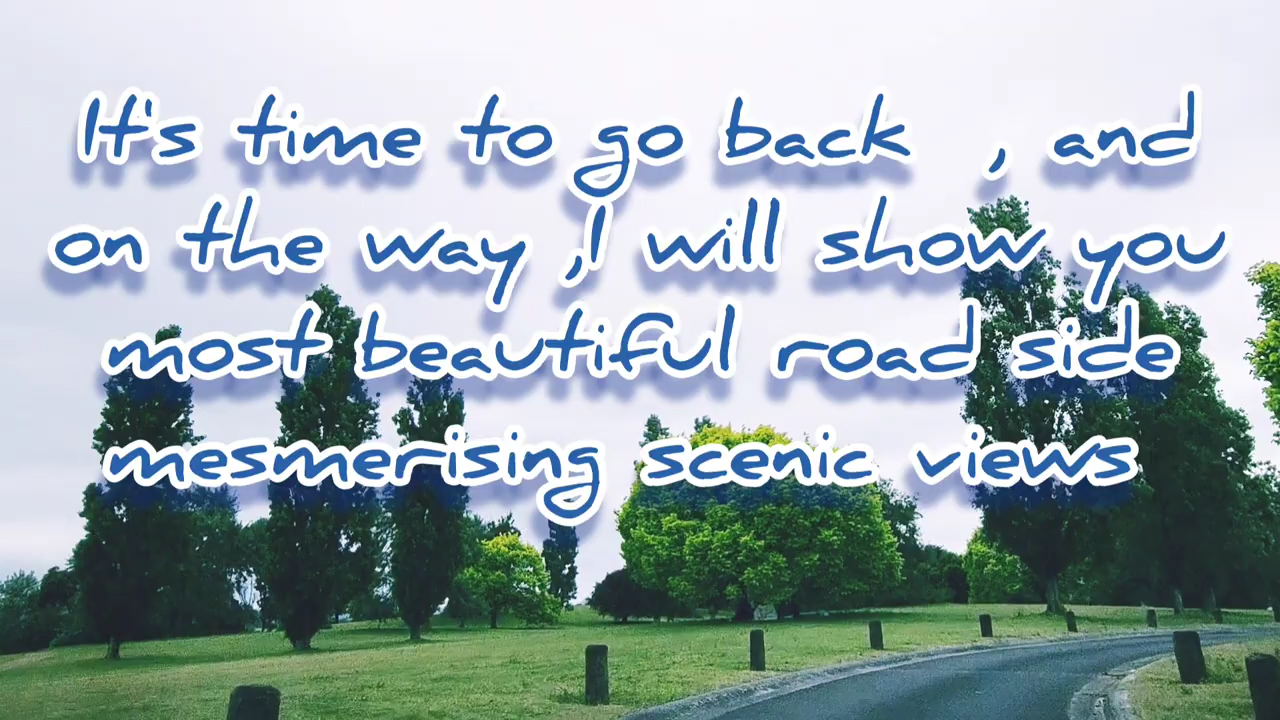 It's time to go back , and
on the way ,I will show you
most beautiful road side
mesmerising scenic views